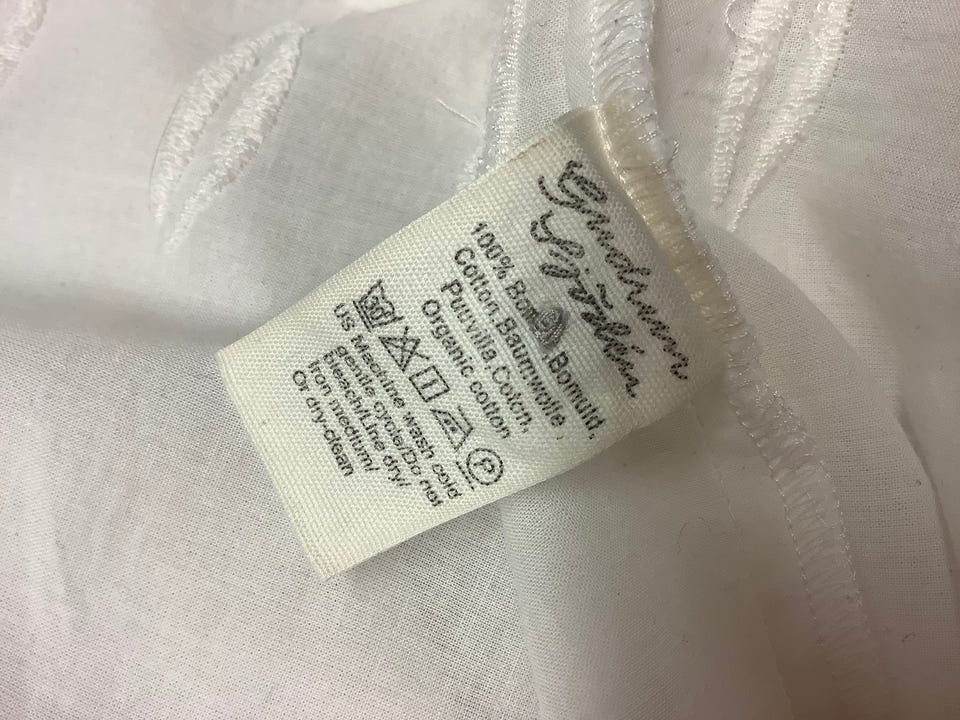 Gudrun
Sjödén
100% Bomuld,
Cotton.Baumwolle
Puuvilla.Coton,
Organic cotton
P
US Machine wash cold
gentle cycle/Do not
bleach/Line dry/
Iron medium/
Or dry-clean